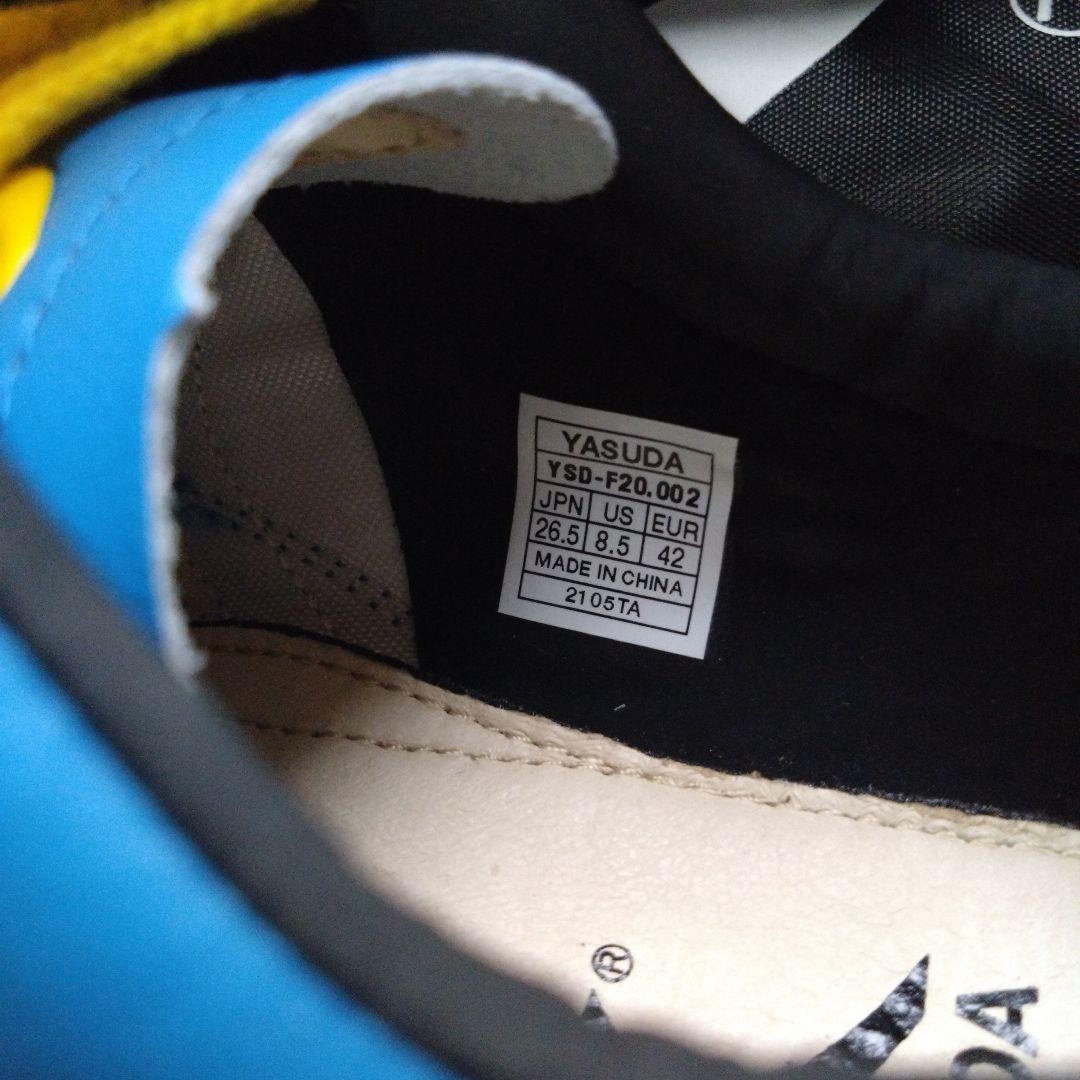 YASUDA
YSD-F20.002
JPN US EUR
26.5 8.5 42
MADE IN CHINA
2105TA
®